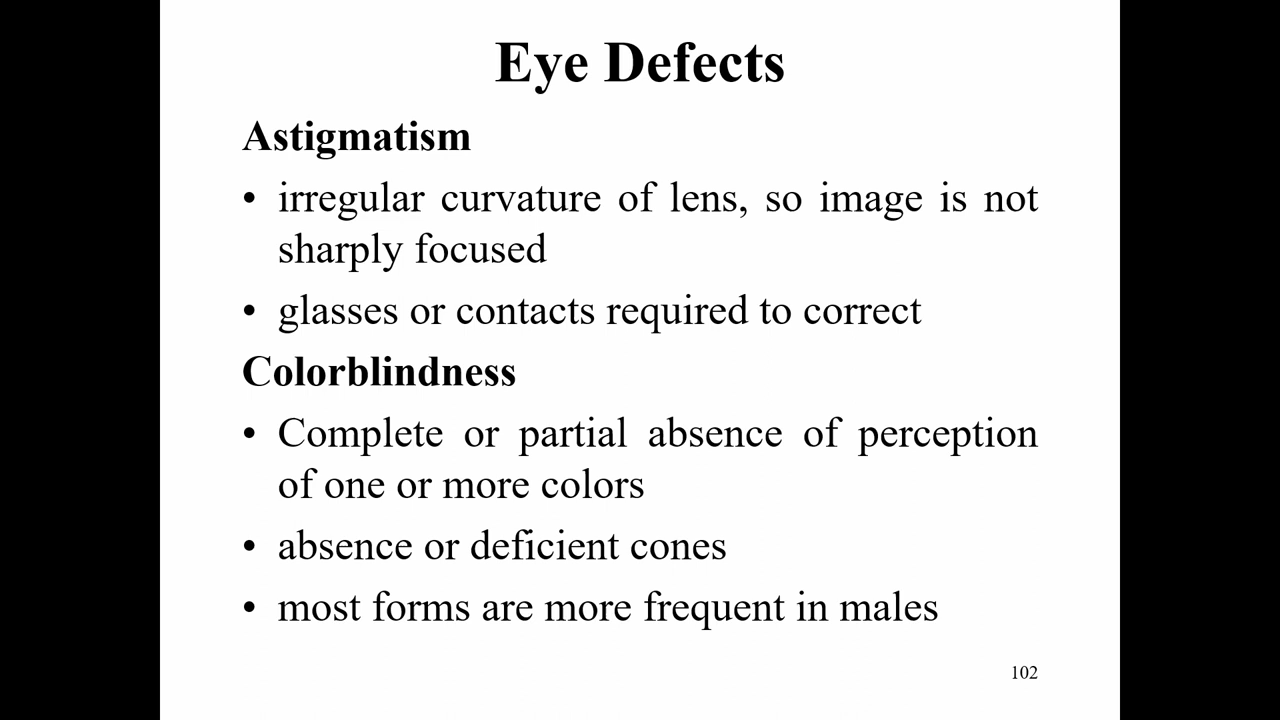 Eye Defects
Astigmatism
• irregular curvature of lens, so image is not
sharply focused
• glasses or contacts required to correct
Colorblindness
• Complete or partial absence of perception
of one or more colors
• absence or deficient cones
• most forms are more frequent in males
102